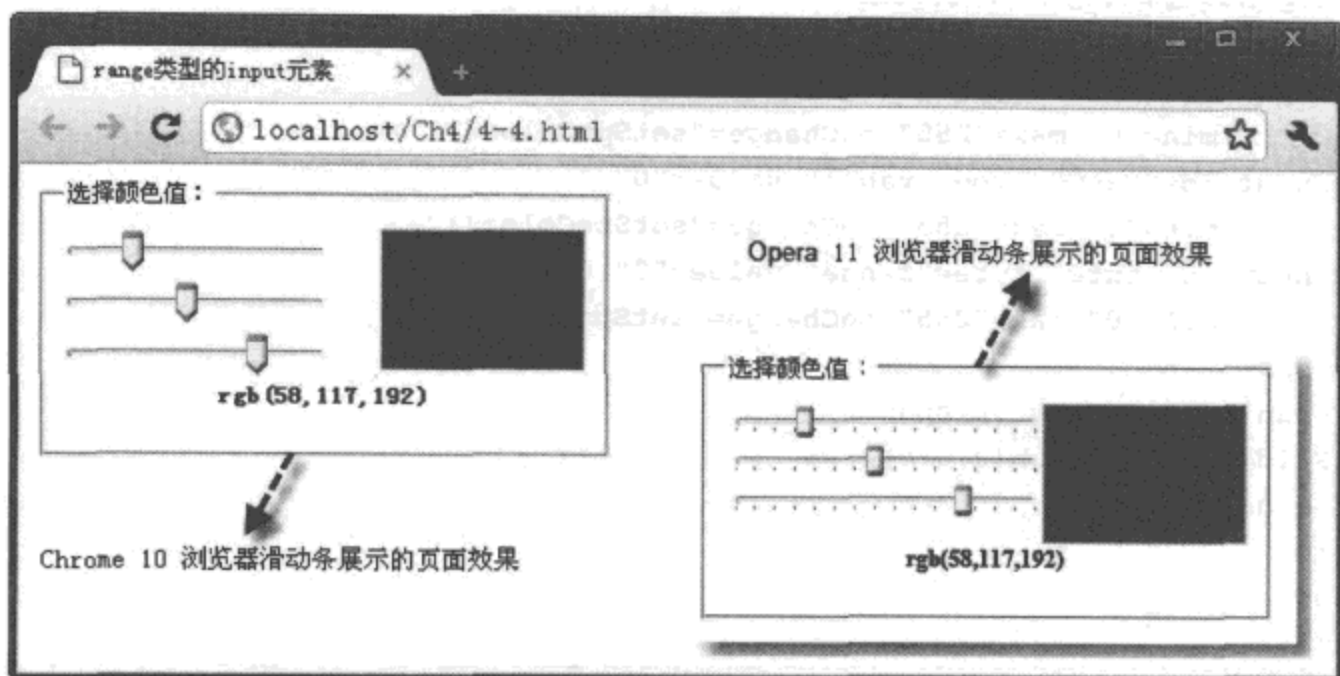 range类型的input元素
localhost/Ch4/4-4.html
选择颜色值：
rgb(58,117,192)
Chrome 10 浏览器滑动条展示的页面效果
Opera 11 浏览器滑动条展示的页面效果
选择颜色值：
rgb(58,117,192)